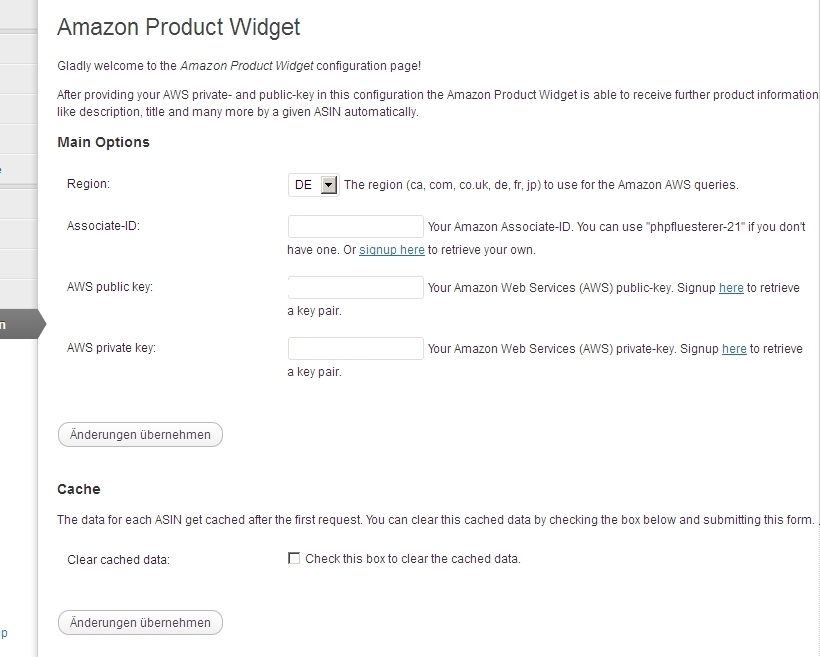 Amazon Product Widget
Gladly welcome to the Amazon Product Widget configuration page!
After providing your AWS private- and public-key in this configuration the Amazon Product Widget is able to receive further product information
like description, title and many more by a given ASIN automatically.
Main Options
Region: DE The region (ca, com, co.uk, de, fr, jp) to use for the Amazon AWS queries.
Associate-ID: Your Amazon Associate-ID. You can use "phpfluesterer-21" if you don't
have one. Or signup here to retrieve your own.
AWS public key: Your Amazon Web Services (AWS) public-key. Signup here to retrieve
a key pair.
n
AWS private key: Your Amazon Web Services (AWS) private-key. Signup here to retrieve
a key pair.
Änderungen übernehmen
Cache
The data for each ASIN get cached after the first request. You can clear this cached data by checking the box below and submitting this form.
Clear cached data: Check this box to clear the cached data.
Änderungen übernehmen
p